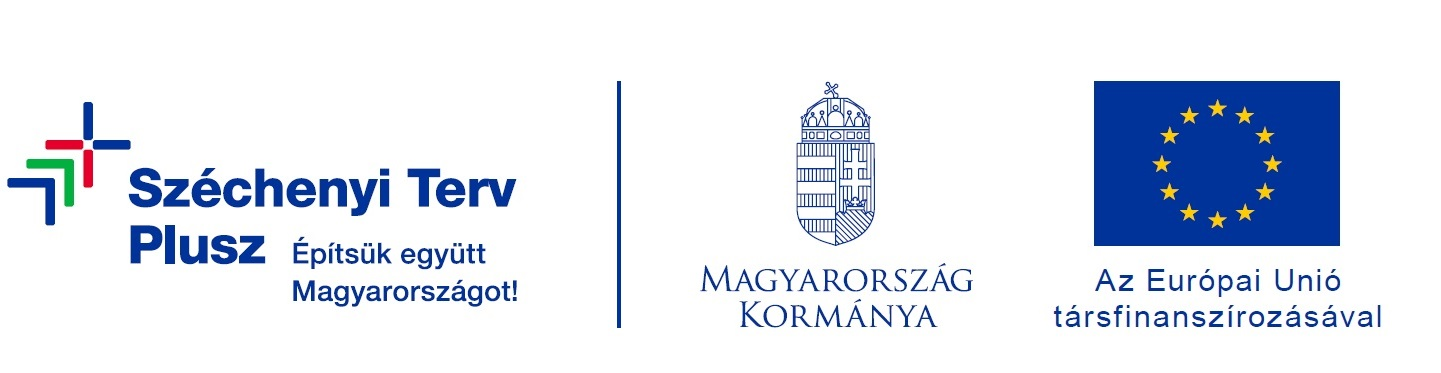 Széchenyi Terv
Plusz
Építsük együtt
Magyarországot!
MAGYARORSZÁG
KORMÁNYA
Az Európai Unió
társfinanszírozásával